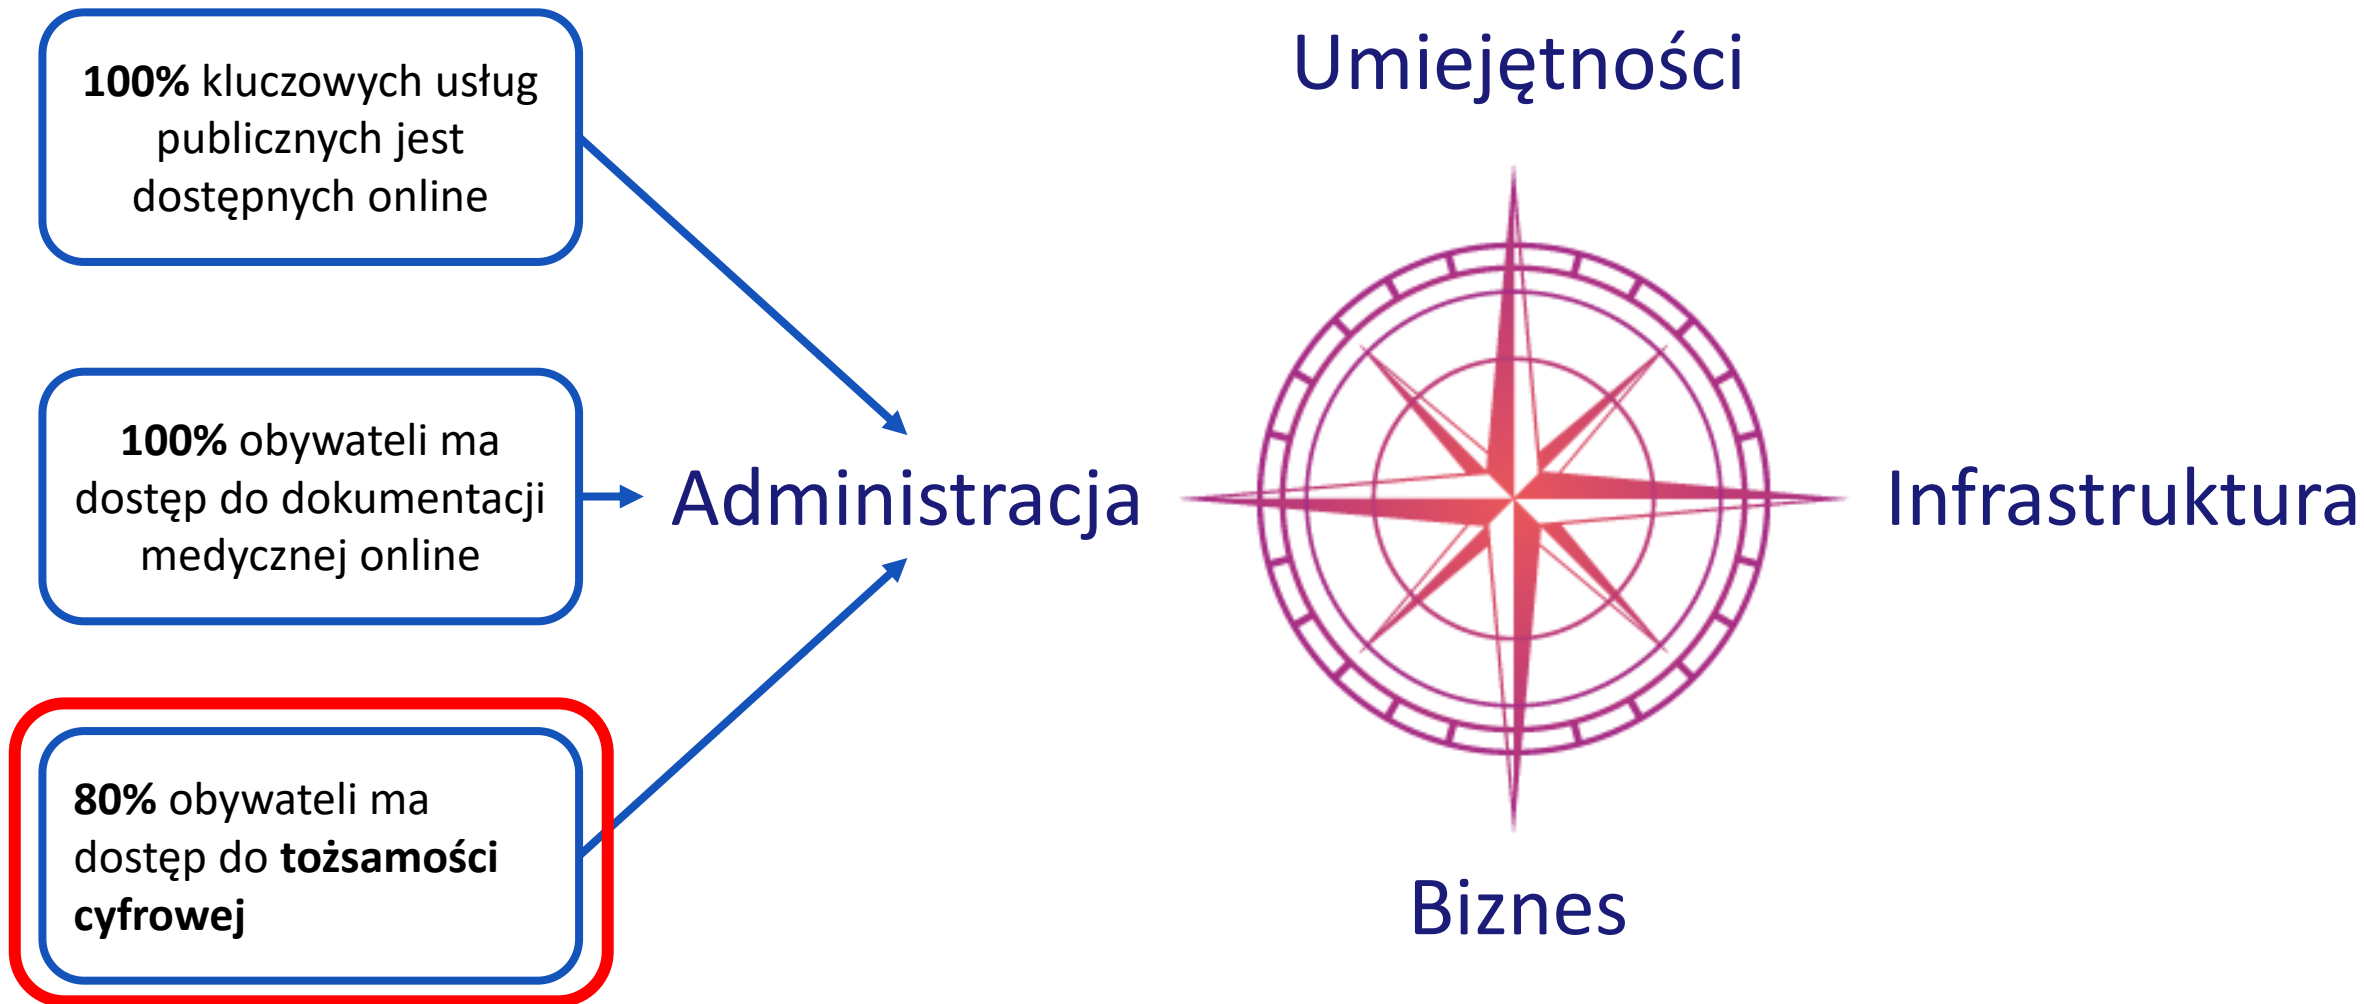 100% kluczowych usług
publicznych jest
dostępnych online
100% obywateli ma
dostęp do dokumentacji
medycznej online
80% obywateli ma
dostęp do tożsamości
cyfrowej
Umiejętności
Administracja
Infrastruktura
Biznes